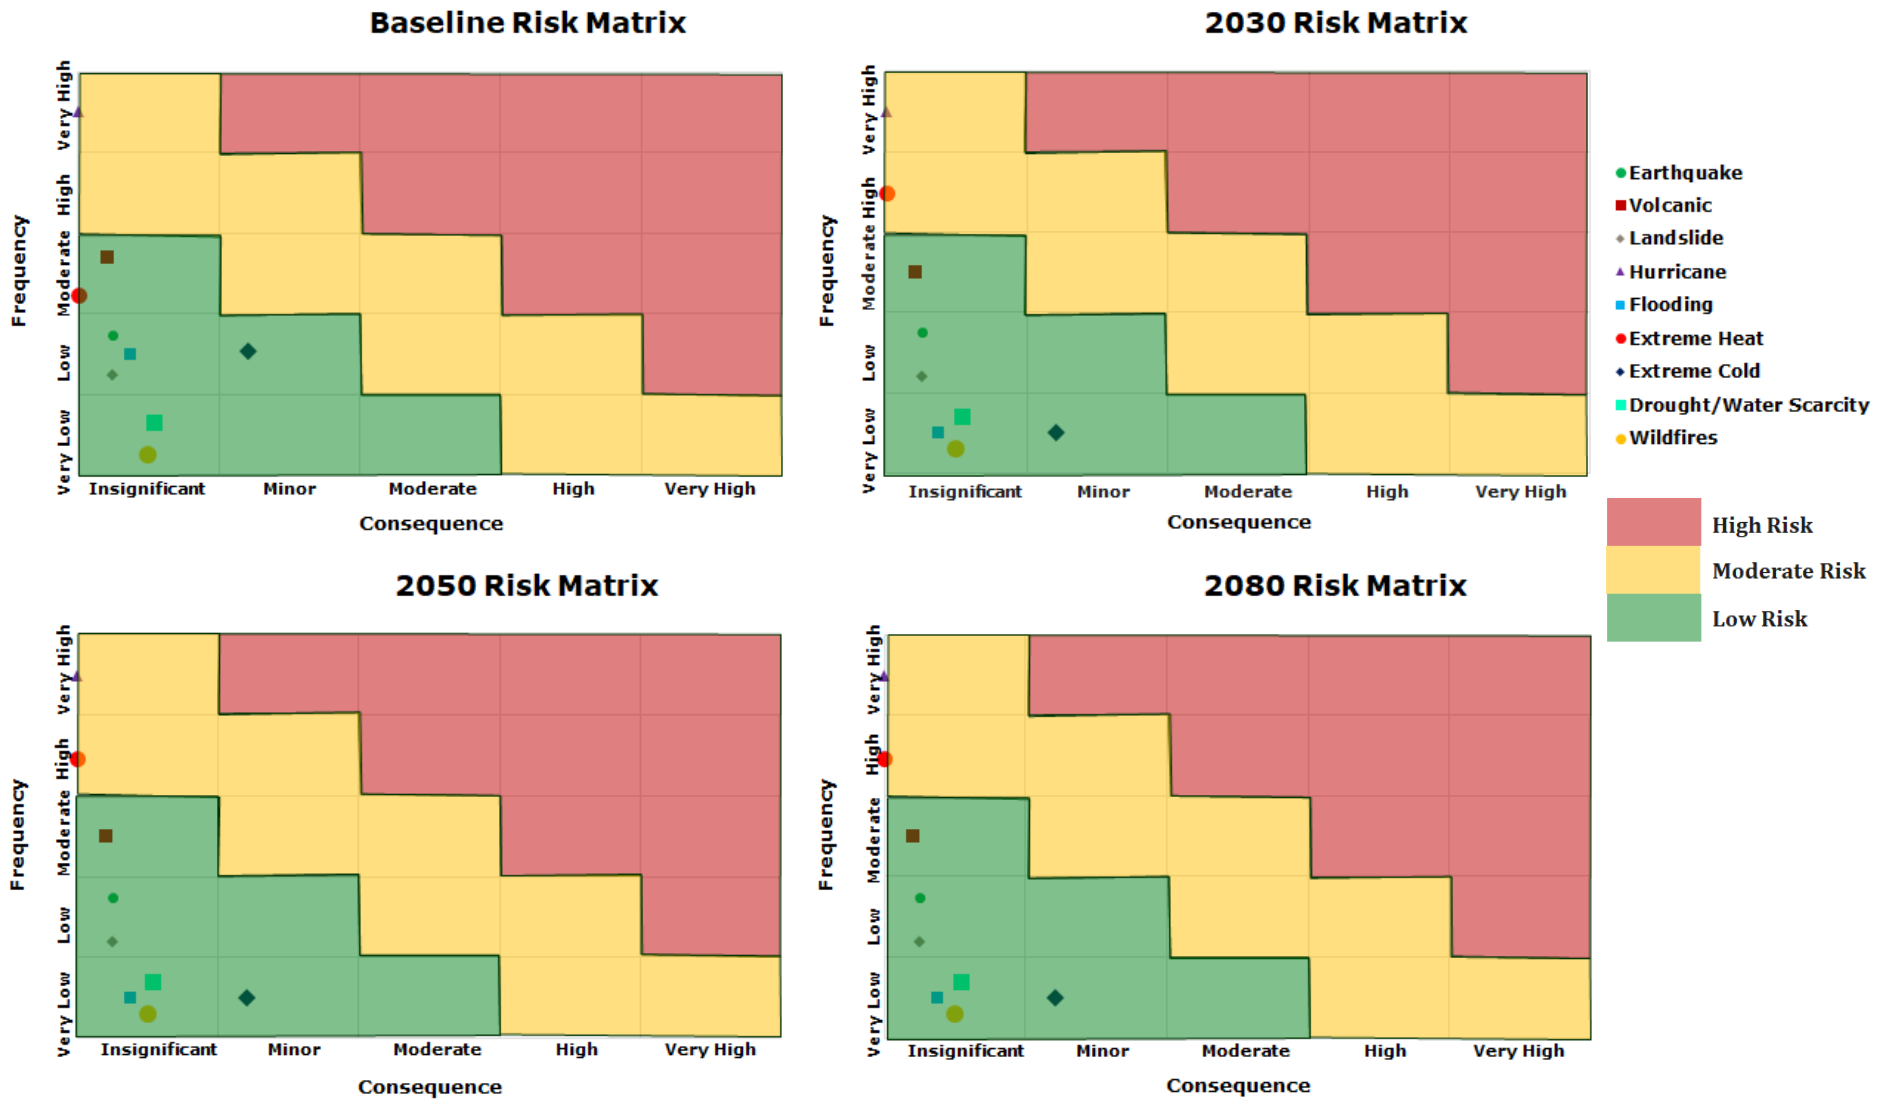 Baseline Risk Matrix
Frequency
Very High
High
Moderate
Low
Very Low
Insignificant Minor Moderate High Very High
Consequence
2030 Risk Matrix
Frequency
Very High
High
Moderate
Low
Very Low
Insignificant Minor Moderate High Very High
Consequence
Earthquake
Volcanic
Landslide
Hurricane
Flooding
Extreme Heat
Extreme Cold
Drought/Water Scarcity
Wildfires
High Risk
Moderate Risk
Low Risk
2050 Risk Matrix
Frequency
Very High
High
Moderate
Low
Very Low
Insignificant Minor Moderate High Very High
Consequence
2080 Risk Matrix
Frequency
Very High
High
Moderate
Low
Very Low
Insignificant Minor Moderate High Very High
Consequence